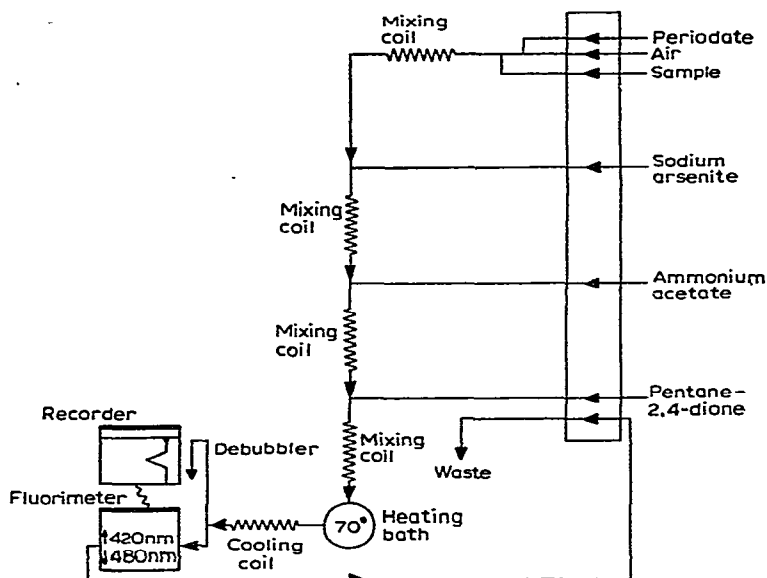 Mixing
coil
Periodate
Air
Sample
Sodium
arsenite
Mixing
coil
Ammonium
acetate
Mixing
coil
Pentane-
2,4-dione
Recorder
Debubbler
Mixing
coil
Waste
Fluorimeter
70°
Heating
bath
420nm
480nm
Cooling
coil